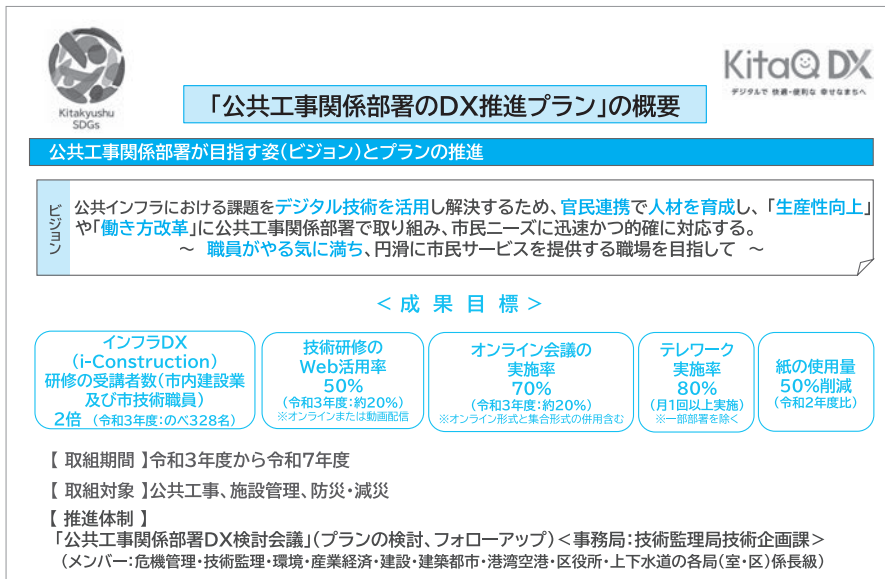 Kitakyushu
SDGs
KitaQ DX
デジタルで 快適・便利な 幸せなまちへ
「公共工事関係部署のDX推進プラン」の概要
公共工事関係部署が目指す姿(ビジョン)とプランの推進
ビジョン
公共インフラにおける課題をデジタル技術を活用し解決するため、官民連携で人材を育成し、「生産性向上」
や「働き方改革」に公共工事関係部署で取り組み、市民ニーズに迅速かつ的確に対応する。
～ 職員がやる気に満ち、円滑に市民サービスを提供する職場を目指して ～
＜成果目標＞
インフラDX
(i-Construction)
研修の受講者数(市内建設業
及び市技術職員)
2倍 (令和3年度:のべ328名)
技術研修の
Web活用率
50%
(令和3年度:約20%)
※オンラインまたは動画配信
オンライン会議の
実施率
70%
(令和3年度:約20%)
※オンライン形式と集合形式の併用含む
テレワーク
実施率
80%
(月1回以上実施)
※一部部署を除く
紙の使用量
50%削減
(令和2年度比)
【 取組期間 】令和3年度から令和7年度
【 取組対象 】公共工事、施設管理、防災・減災
【 推進体制 】
「公共工事関係部署DX検討会議」(プランの検討、フォローアップ)＜事務局:技術監理局技術企画課＞
(メンバー:危機管理・技術監理・環境・産業経済・建設・建築都市・港湾空港・区役所・上下水道の各局(室・区)係長級)